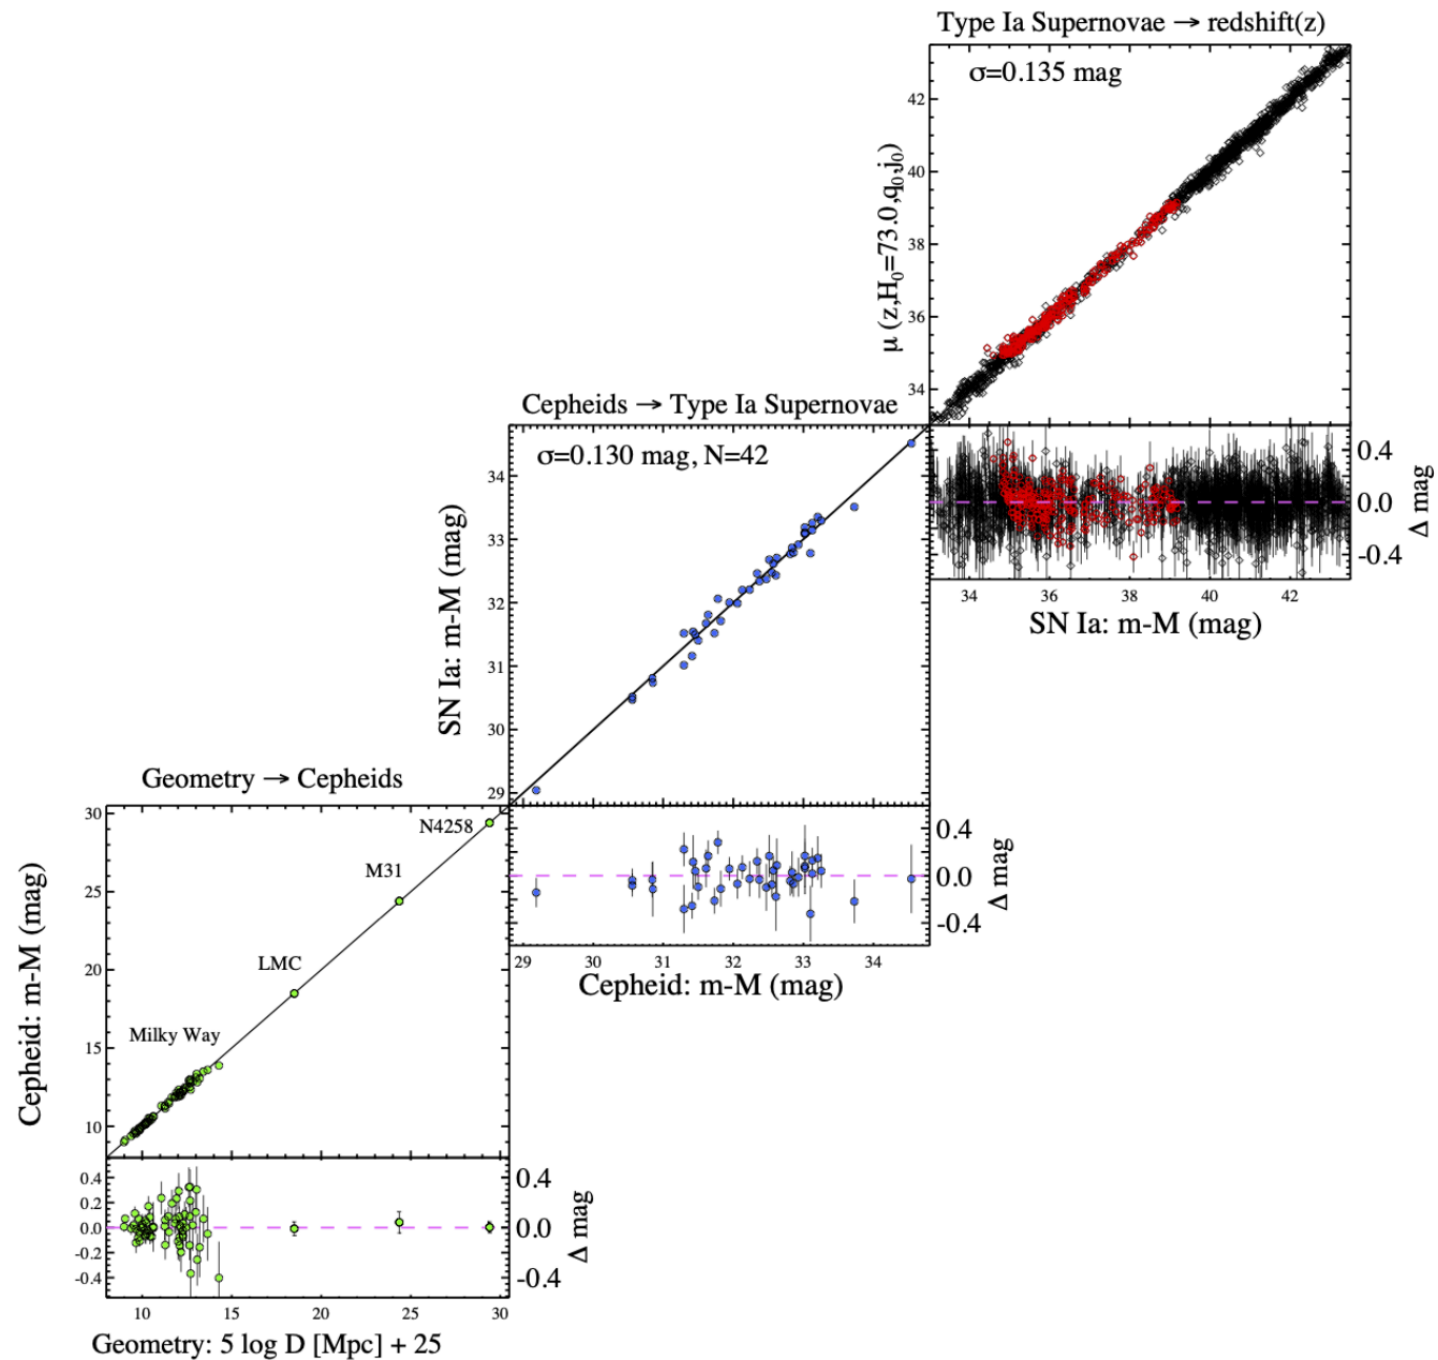 Type Ia Supernovae → redshift(z)
σ=0.135 mag
μ (z,H₀=73.0,q₀,j₀)
42
40
38
36
34
0.4
0.0
-0.4
Δ mag
34 36 38 40 42
SN Ia: m-M (mag)
Cepheids → Type Ia Supernovae
σ=0.130 mag, N=42
SN Ia: m-M (mag)
34
33
32
31
30
29
0.4
0.0
-0.4
Δ mag
29 30 31 32 33 34
Cepheid: m-M (mag)
Geometry → Cepheids
Cepheid: m-M (mag)
30
25
20
15
10
N4258
M31
LMC
Milky Way
0.4
0.2
0.0
-0.2
-0.4
0.4
0.0
-0.4
Δ mag
10 15 20 25 30
Geometry: 5 log D [Mpc] + 25